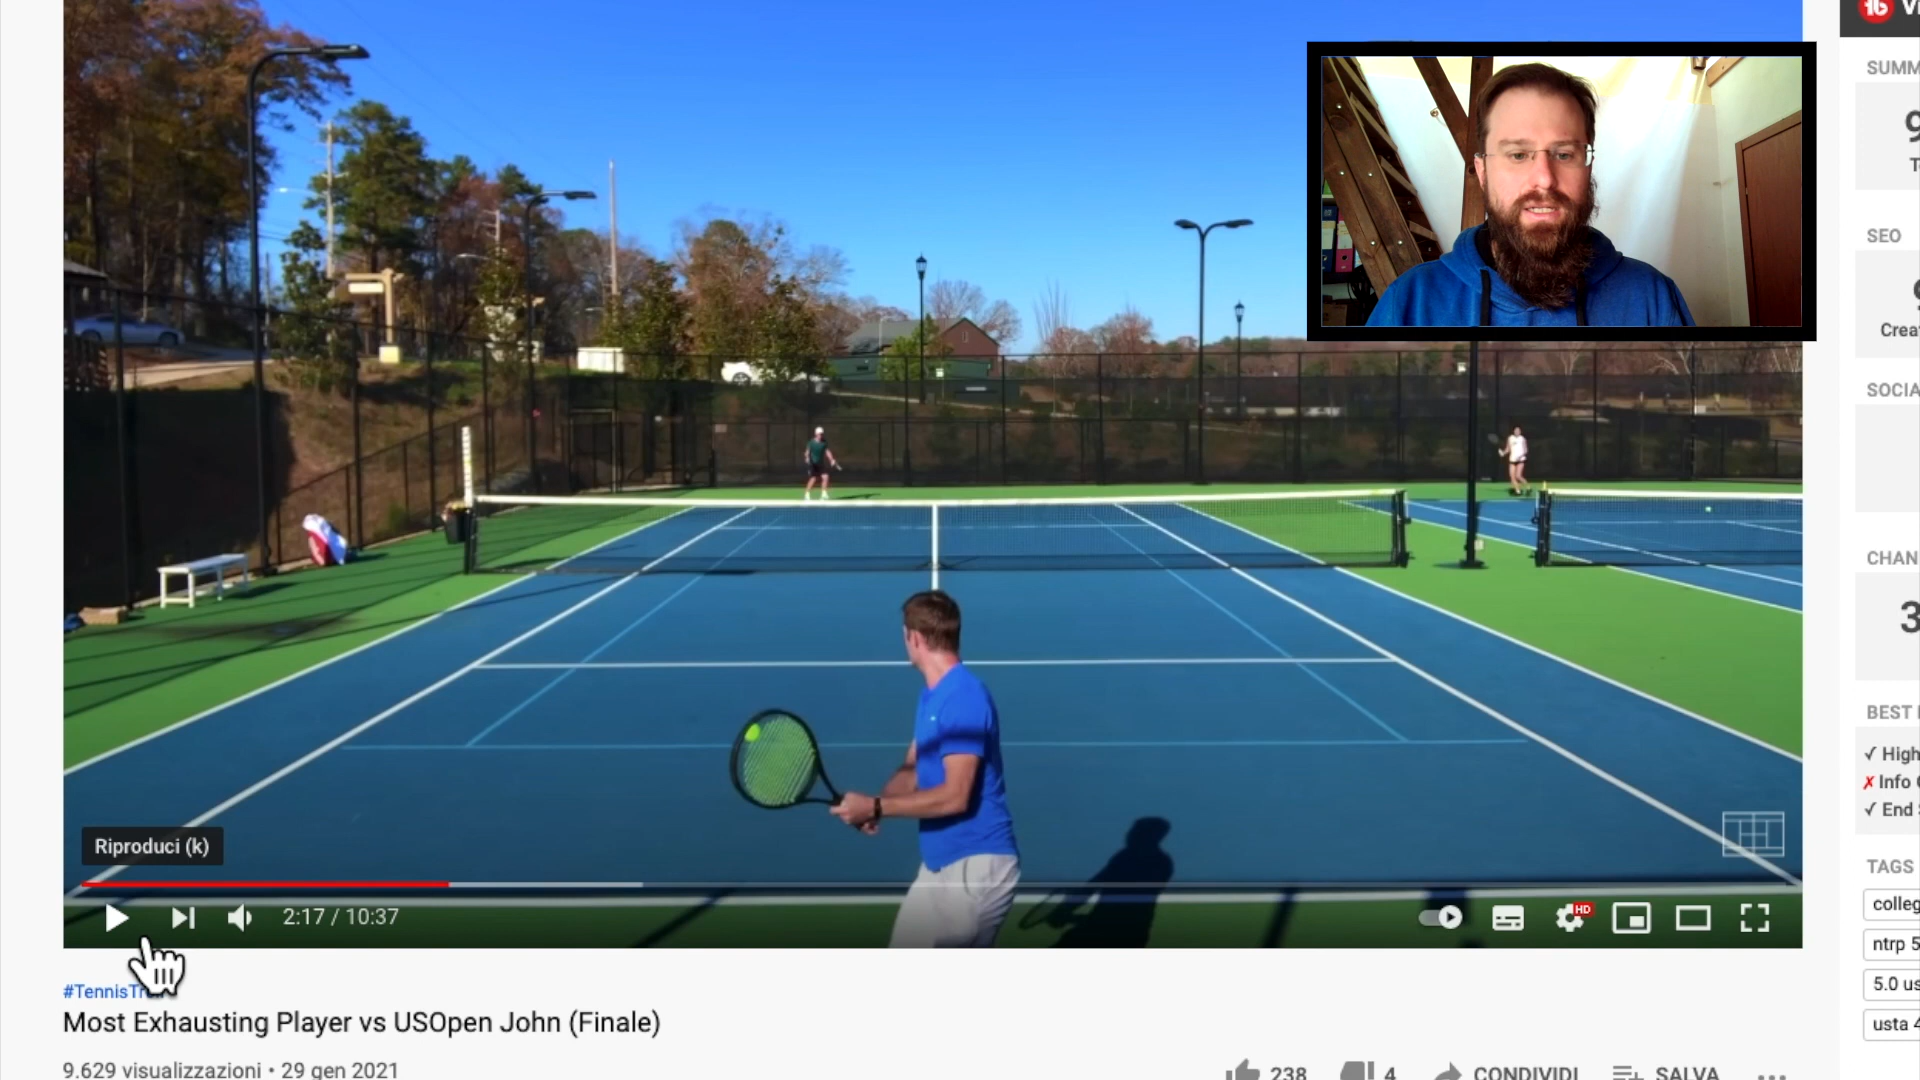 SUMM
SEO
Crea
SOCIA
CHAN
3
BEST
✓ High
✗ Info
✓ End
TAGS
colleg
ntrp 5
5.0 us
usta 4
Riproduci (k)
2:17 / 10:37
HD
#TennisTr
Most Exhausting Player vs USOpen John (Finale)
9.629 visualizzazioni • 29 gen 2021
238
4
CONDIVIDI
SALVA